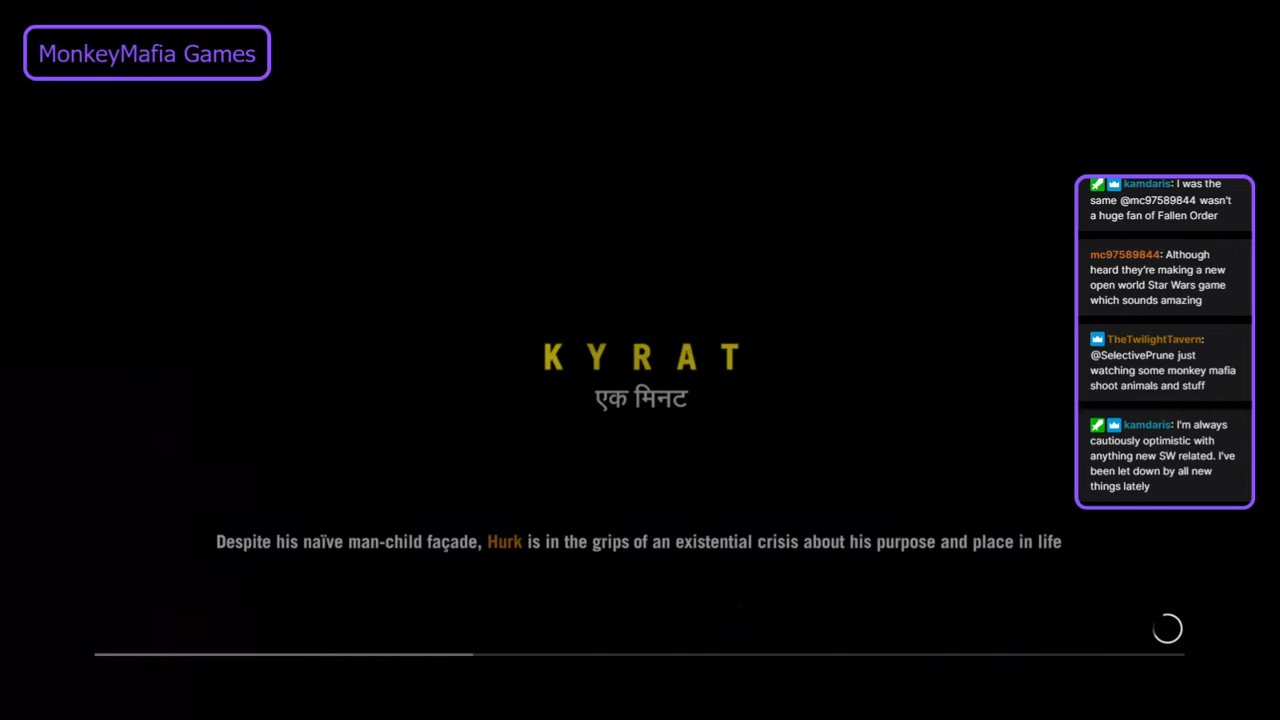 MonkeyMafia Games
kamdaris: I was the
same @mc97589844 wasn't
a huge fan of Fallen Order
mc97589844: Although
heard they're making a new
open world Star Wars game
which sounds amazing
TheTwilightTavern:
@SelectivePrune just
watching some monkey mafia
shoot animals and stuff
kamdaris: I'm always
cautiously optimistic with
anything new SW related. I've
been let down by all new
things lately
KYRAT
एक मिनट
Despite his naïve man-child façade, Hurk is in the grips of an existential crisis about his purpose and place in life